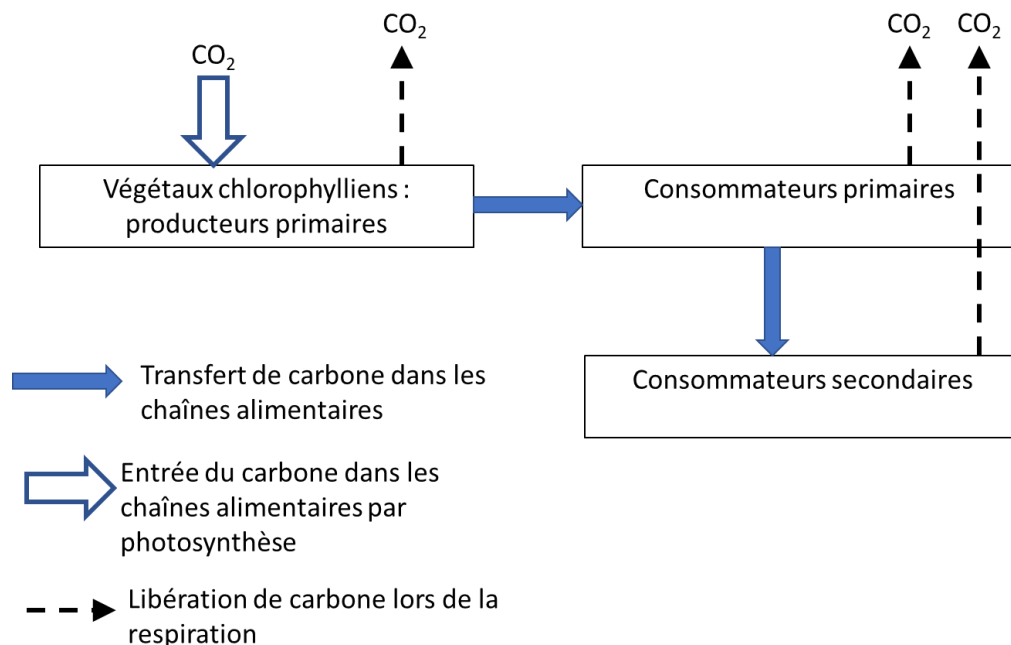 CO₂
CO₂
CO₂
CO₂
Végétaux chlorophylliens :
producteurs primaires
Consommateurs primaires
Consommateurs secondaires
Transfert de carbone dans les
chaînes alimentaires
Entrée du carbone dans les
chaînes alimentaires par
photosynthèse
Libération de carbone lors de la
respiration